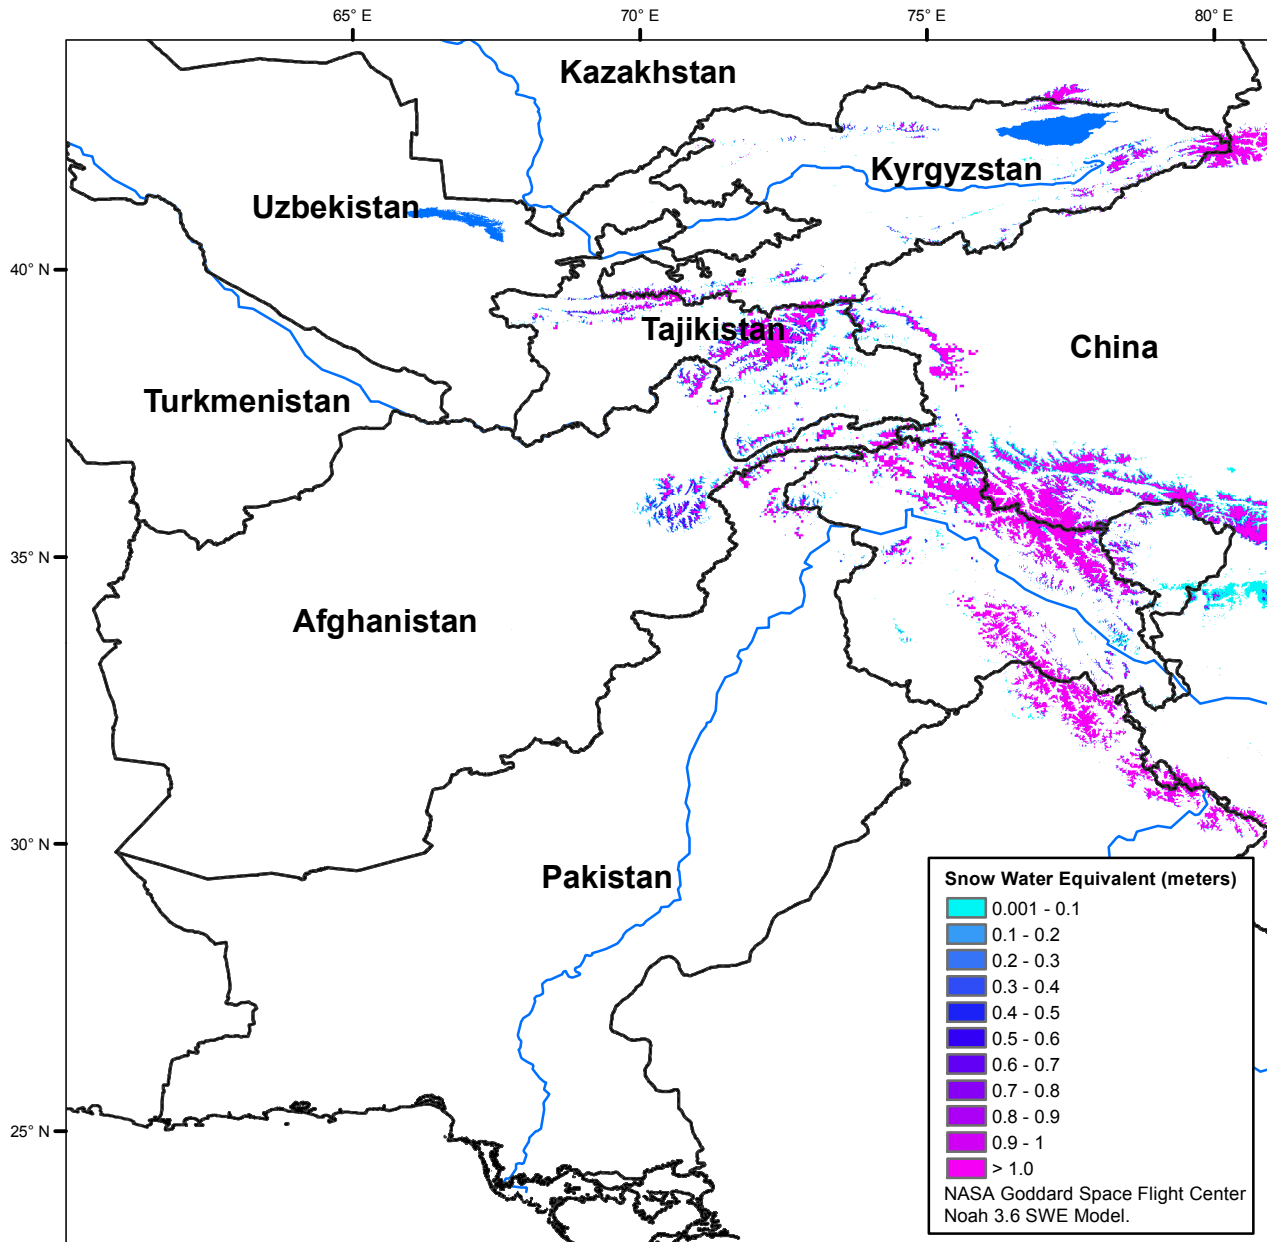 65° E
70° E
75° E
80° E
Kazakhstan
Kyrgyzstan
Uzbekistan
40° N
Tajikistan
China
Turkmenistan
35° N
Afghanistan
30° N
Pakistan
Snow Water Equivalent (meters)
0.001 - 0.1
0.1 - 0.2
0.2 - 0.3
0.3 - 0.4
0.4 - 0.5
0.5 - 0.6
0.6 - 0.7
0.7 - 0.8
0.8 - 0.9
0.9 - 1
> 1.0
NASA Goddard Space Flight Center
Noah 3.6 SWE Model.
25° N